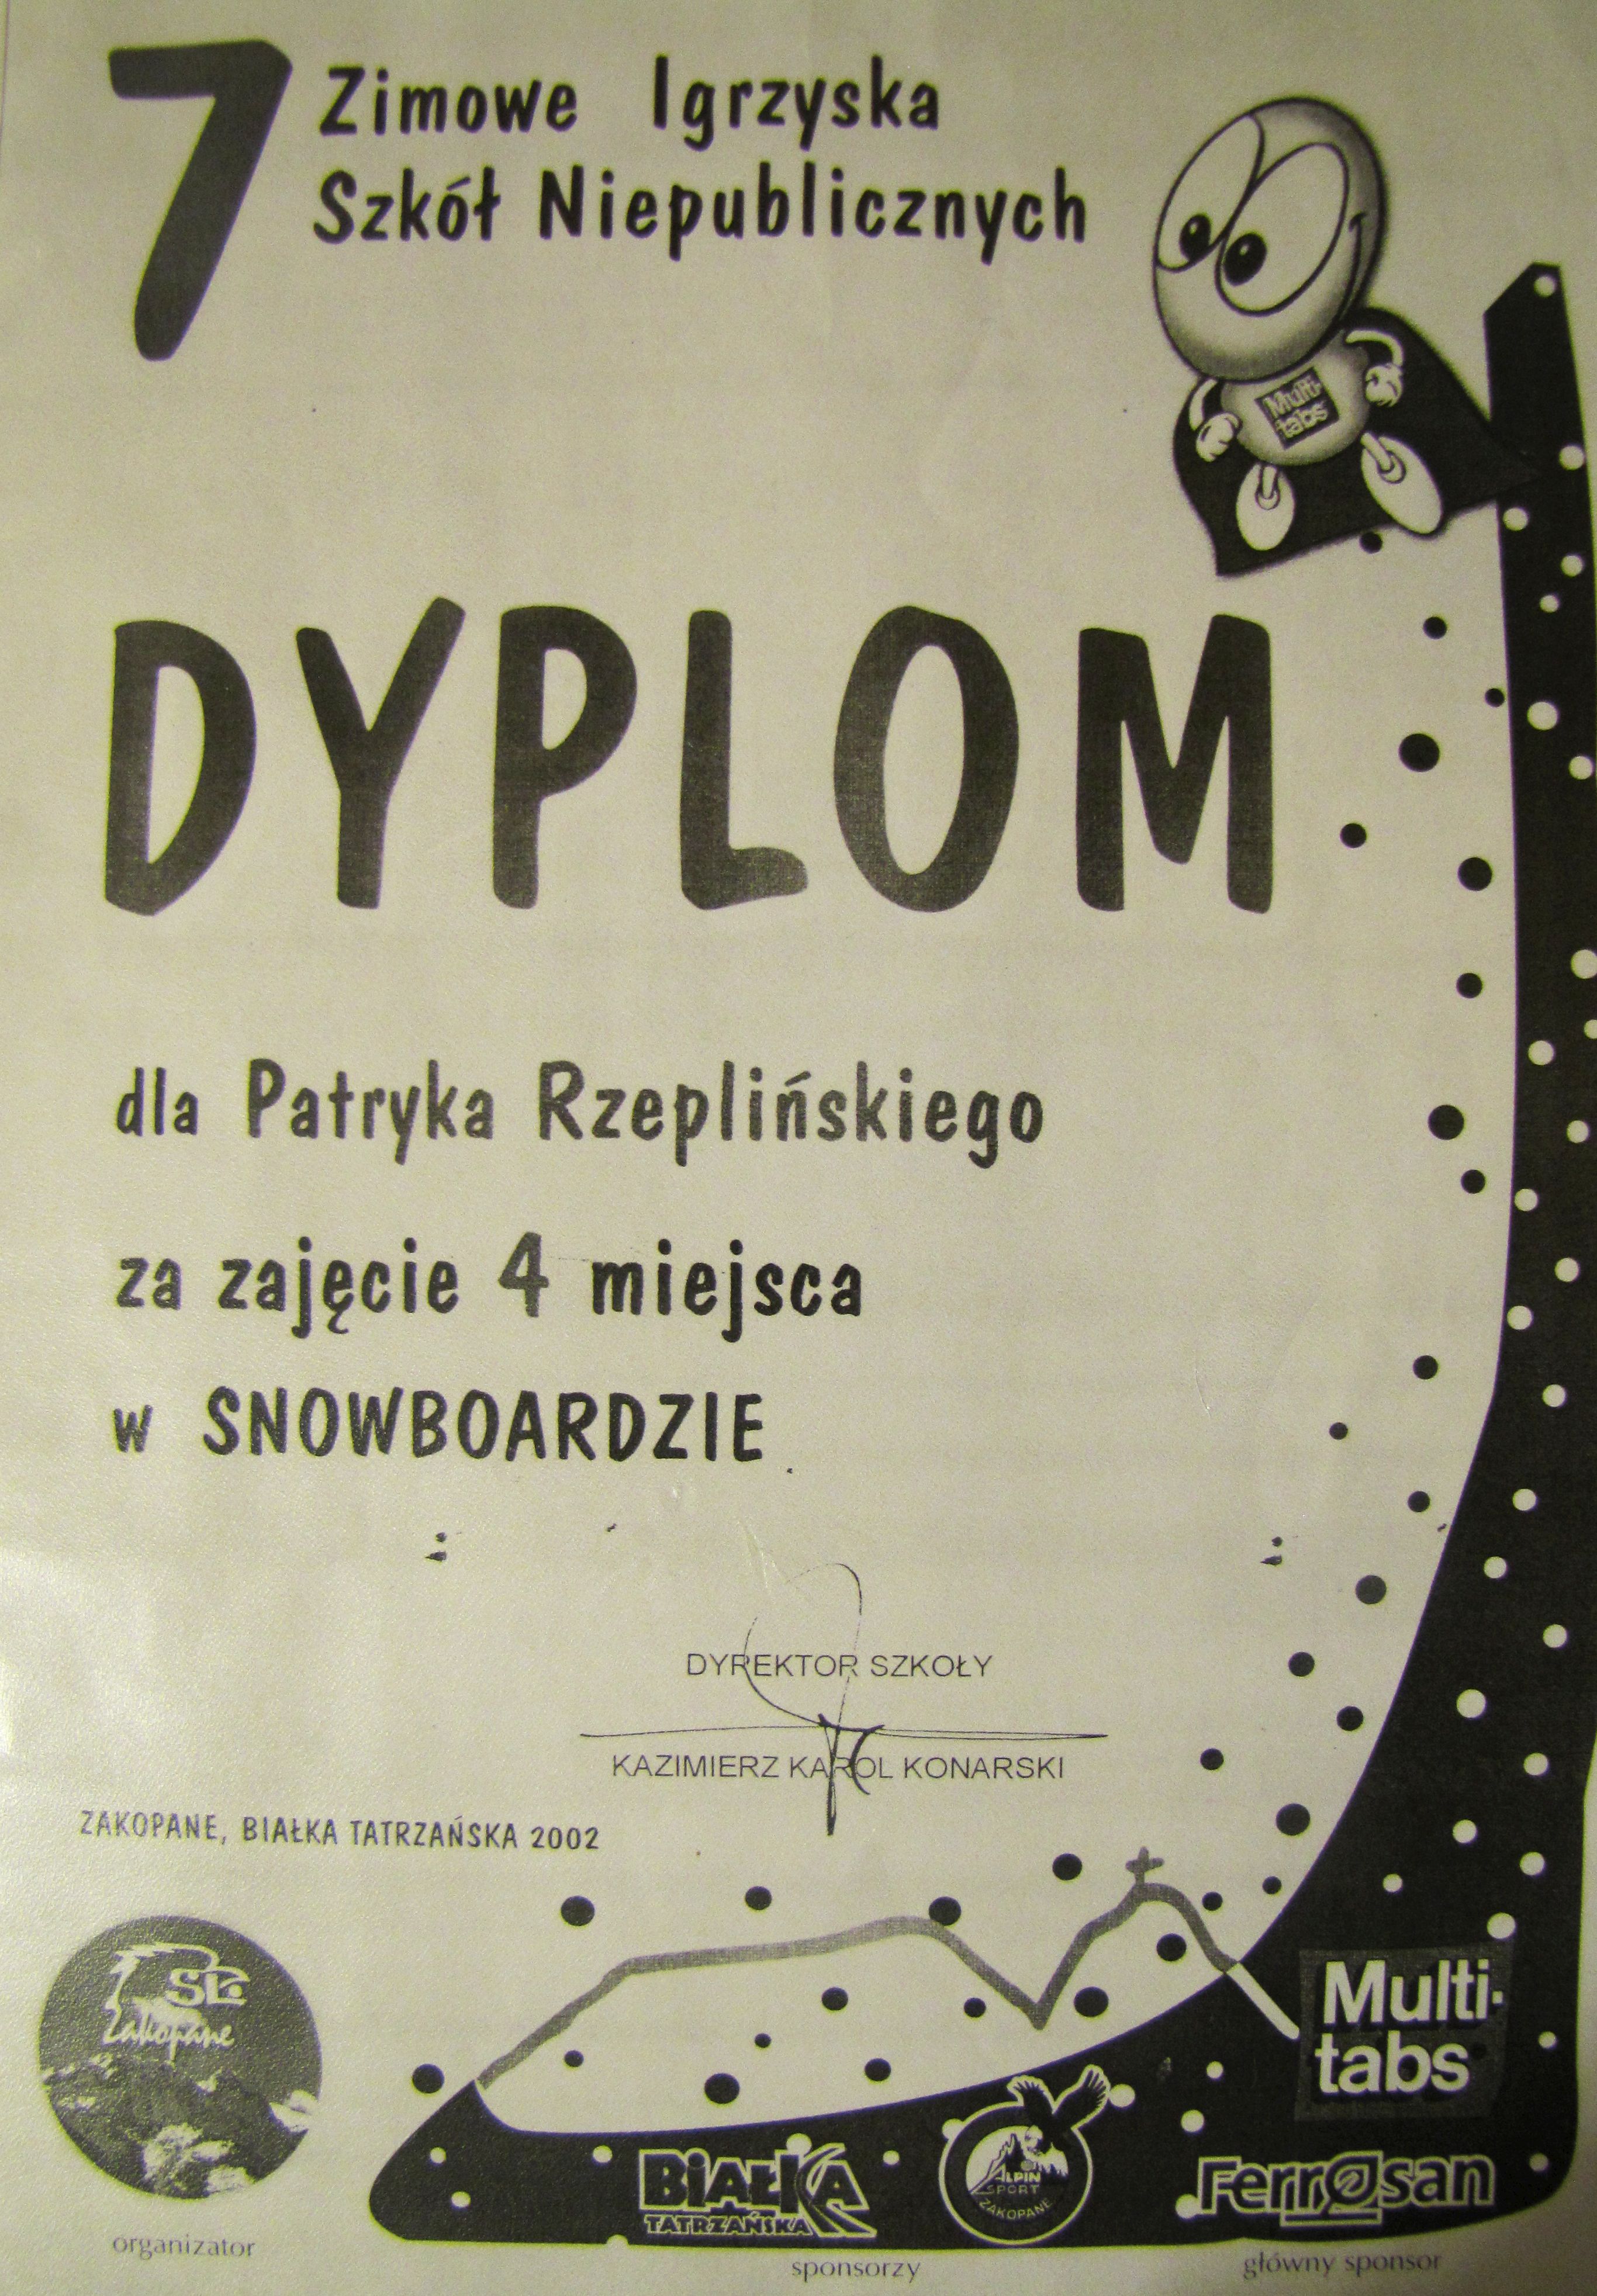 7 Zimowe Igrzyska
Szkół Niepublicznych
Multi-
tabs
DYPLOM
dla Patryka Rzeplińskiego
za zajęcie 4 miejsca
w SNOWBOARDZIE
DYREKTOR SZKOŁY
KAZIMIERZ KAROL KONARSKI
ZAKOPANE, BIAŁKA TATRZAŃSKA 2002
Zakopane
Multi-
tabs
BIAŁKA
TATRZAŃSKA
ALPIN
SPORT
ZAKOPANE
Ferrosan
organizator
sponsorzy
główny sponsor